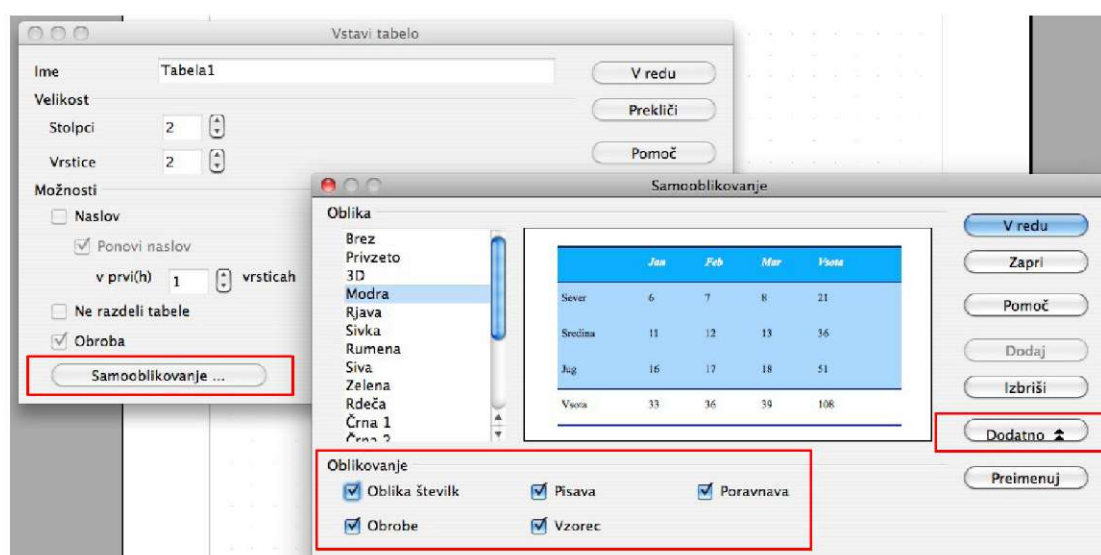 Vstavi tabelo
Ime Tabela1 V redu
Velikost Prekliči
Stolpci 2
Vrstice 2 Pomoč
Možnosti
Naslov
Ponovi naslov
v prvi(h) 1 vrsticah
Ne razdeli tabele
Obroba
Samooblikovanje ...
Samooblikovanje
Oblika
Brez
Privzeto
3D
Modra
Rjava
Sivka
Rumena
Siva
Zelena
Rdeča
Črna 1
Črna 2
Jan Feb Mar Vsota
Sever 6 7 8 21
Sredina 11 12 13 36
Jug 16 17 18 51
Vsota 33 36 39 108
V redu
Zapri
Pomoč
Dodaj
Izbriši
Dodatno
Preimenuj
Oblikovanje
Oblika števílk Pisava Poravnava
Obrobe Vzorec